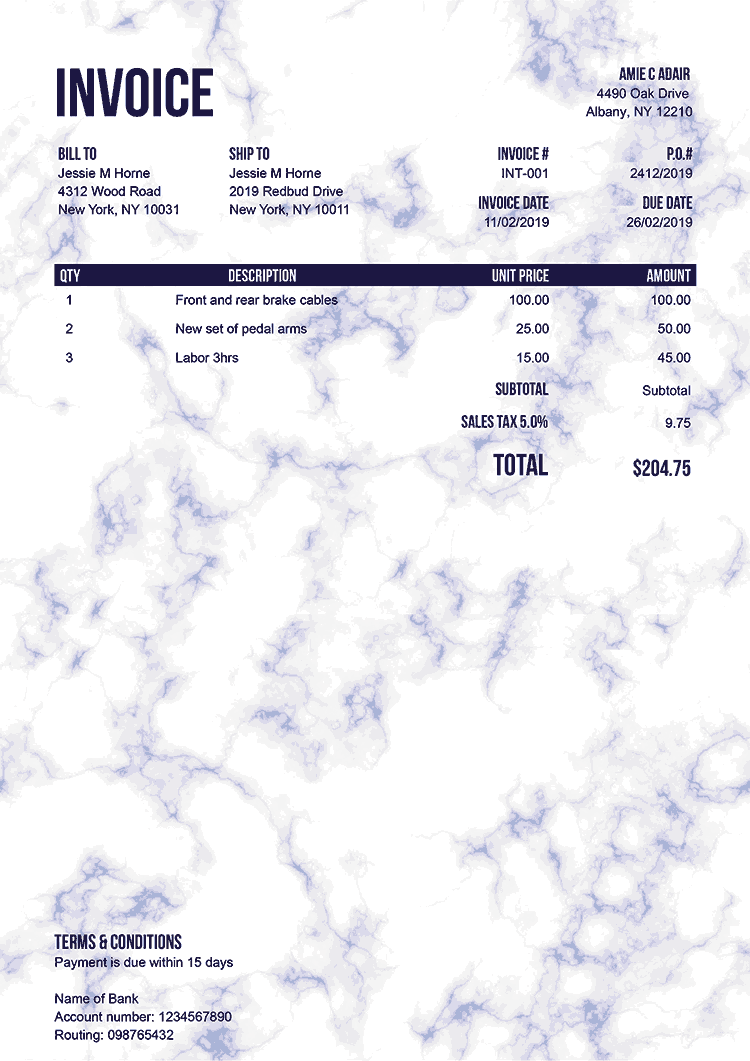 INVOICE
AMIE C ADAIR
4490 Oak Drive
Albany, NY 12210
BILL TO SHIP TO INVOICE # P.O.#
Jessie M Horne Jessie M Horne INT-001 2412/2019
4312 Wood Road 2019 Redbud Drive INVOICE DATE DUE DATE
New York, NY 10031 New York, NY 10011 11/02/2019 26/02/2019
QTY DESCRIPTION UNIT PRICE AMOUNT
1 Front and rear brake cables 100.00 100.00
2 New set of pedal arms 25.00 50.00
3 Labor 3hrs 15.00 45.00
SUBTOTAL Subtotal
SALES TAX 5.0% 9.75
TOTAL $204.75
TERMS & CONDITIONS
Payment is due within 15 days
Name of Bank
Account number: 1234567890
Routing: 098765432